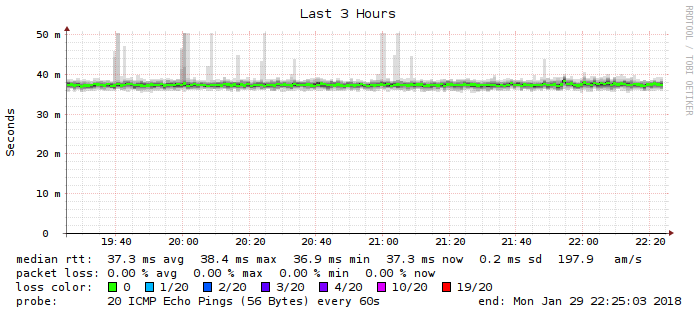 Last 3 Hours
RRDTOOL / TOBI OETIKER
Seconds
50 m
40 m
30 m
20 m
10 m
0
19:40 20:00 20:20 20:40 21:00 21:20 21:40 22:00 22:20
median rtt: 37.3 ms avg 38.4 ms max 36.9 ms min 37.3 ms now 0.2 ms sd 197.9 am/s
packet loss: 0.00 % avg 0.00 % max 0.00 % min 0.00 % now
loss color: 0 1/20 2/20 3/20 4/20 10/20 19/20
probe: 20 ICMP Echo Pings (56 Bytes) every 60s end: Mon Jan 29 22:25:03 2018